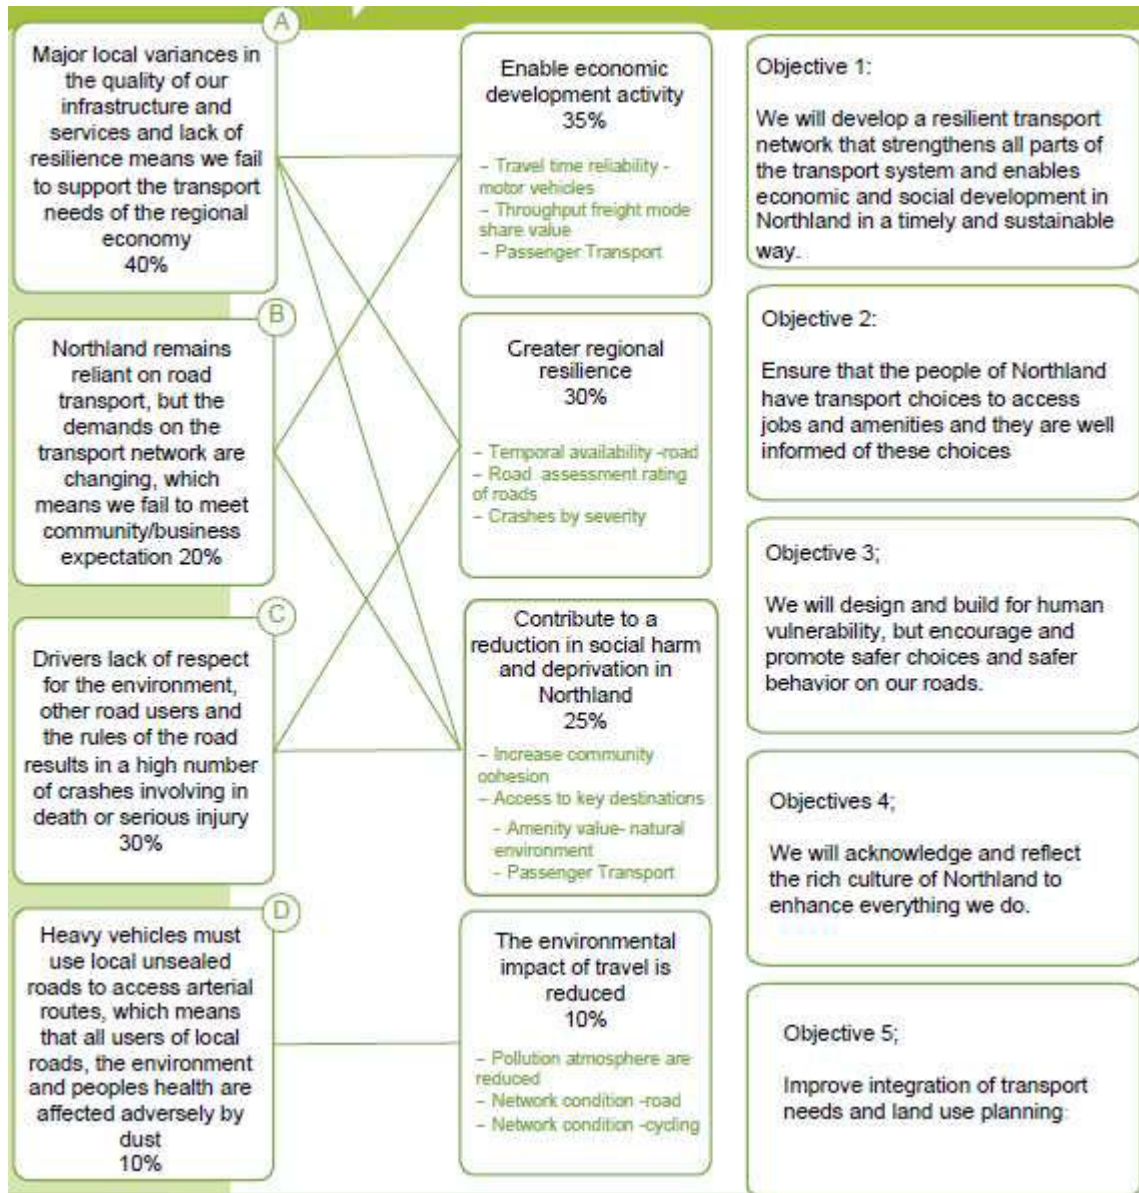 A
Major local variances in
the quality of our
infrastructure and
services and lack of
resilience means we fail
to support the transport
needs of the regional
economy
40%
B
Northland remains
reliant on road
transport, but the
demands on the
transport network are
changing, which
means we fail to meet
community/business
expectation 20%
C
Drivers lack of respect
for the environment,
other road users and
the rules of the road
results in a high number
of crashes involving in
death or serious injury
30%
D
Heavy vehicles must
use local unsealed
roads to access arterial
routes, which means
that all users of local
roads, the environment
and peoples health are
affected adversely by
dust
10%
Enable economic
development activity
35%
– Travel time reliability -
motor vehicles
– Throughput freight mode
share value
– Passenger Transport
Greater regional
resilience
30%
– Temporal availability -road
– Road assessment rating
of roads
– Crashes by severity
Contribute to a
reduction in social harm
and deprivation in
Northland
25%
– Increase community
cohesion
– Access to key destinations
– Amenity value- natural
environment
– Passenger Transport
The environmental
impact of travel is
reduced
10%
– Pollution atmosphere are
reduced
– Network condition -road
– Network condition -cycling
Objective 1:
We will develop a resilient transport
network that strengthens all parts of
the transport system and enables
economic and social development in
Northland in a timely and sustainable
way.
Objective 2:
Ensure that the people of Northland
have transport choices to access
jobs and amenities and they are well
informed of these choices
Objective 3;
We will design and build for human
vulnerability, but encourage and
promote safer choices and safer
behavior on our roads.
Objectives 4;
We will acknowledge and reflect
the rich culture of Northland to
enhance everything we do.
Objective 5;
Improve integration of transport
needs and land use planning